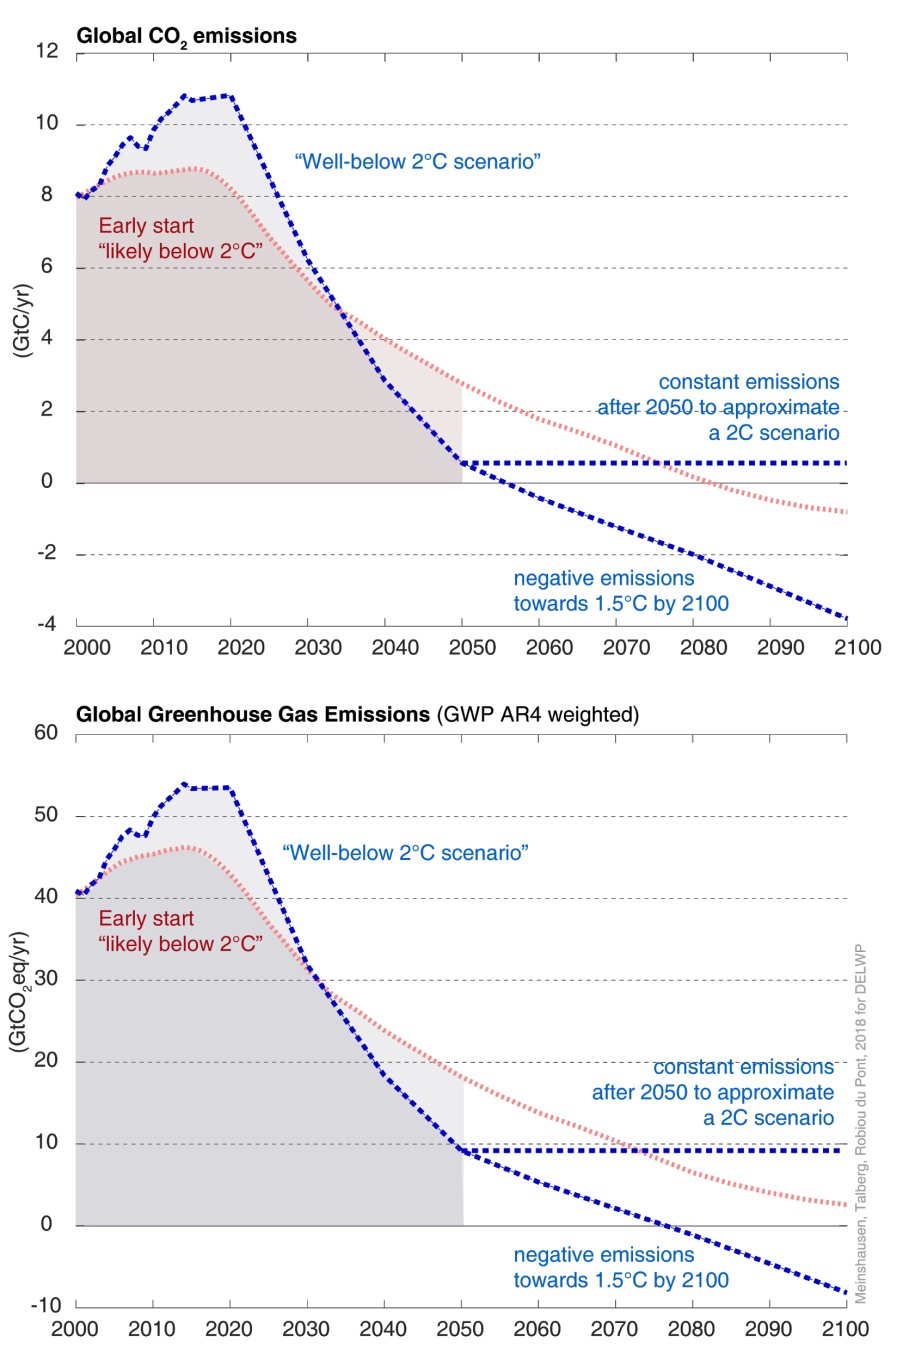 Global CO2 emissions
12
10
8
6
4
2
0
-2
-4
(GtC/yr)
“Well-below 2°C scenario”
Early start
“likely below 2°C”
constant emissions
after 2050 to approximate
a 2C scenario
negative emissions
towards 1.5°C by 2100
2000 2010 2020 2030 2040 2050 2060 2070 2080 2090 2100
Global Greenhouse Gas Emissions (GWP AR4 weighted)
60
50
40
30
20
10
0
-10
(GtCO2eq/yr)
“Well-below 2°C scenario”
Early start
“likely below 2°C”
constant emissions
after 2050 to approximate
a 2C scenario
negative emissions
towards 1.5°C by 2100
2000 2010 2020 2030 2040 2050 2060 2070 2080 2090 2100
Meinshausen, Talberg, Robiou du Pont, 2018 for DELWP